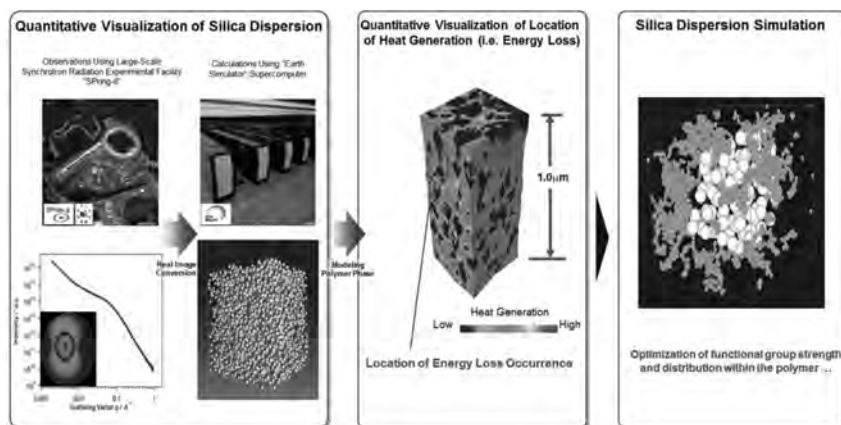 Quantitative Visualization of Silica Dispersion
Observations Using Large-Scale
Synchrotron Radiation Experimental Facility
"SPring-8"
Calculations Using "Earth
Simulator" Supercomputer
Real Image
Conversion
Modeling
Polymer Phase
Quantitative Visualization of Location
of Heat Generation (i.e. Energy Loss)
1.0μm
Heat Generation
Low
High
Location of Energy Loss Occurrence
Silica Dispersion Simulation
Optimization of functional group strength
and distribution within the polymer ...